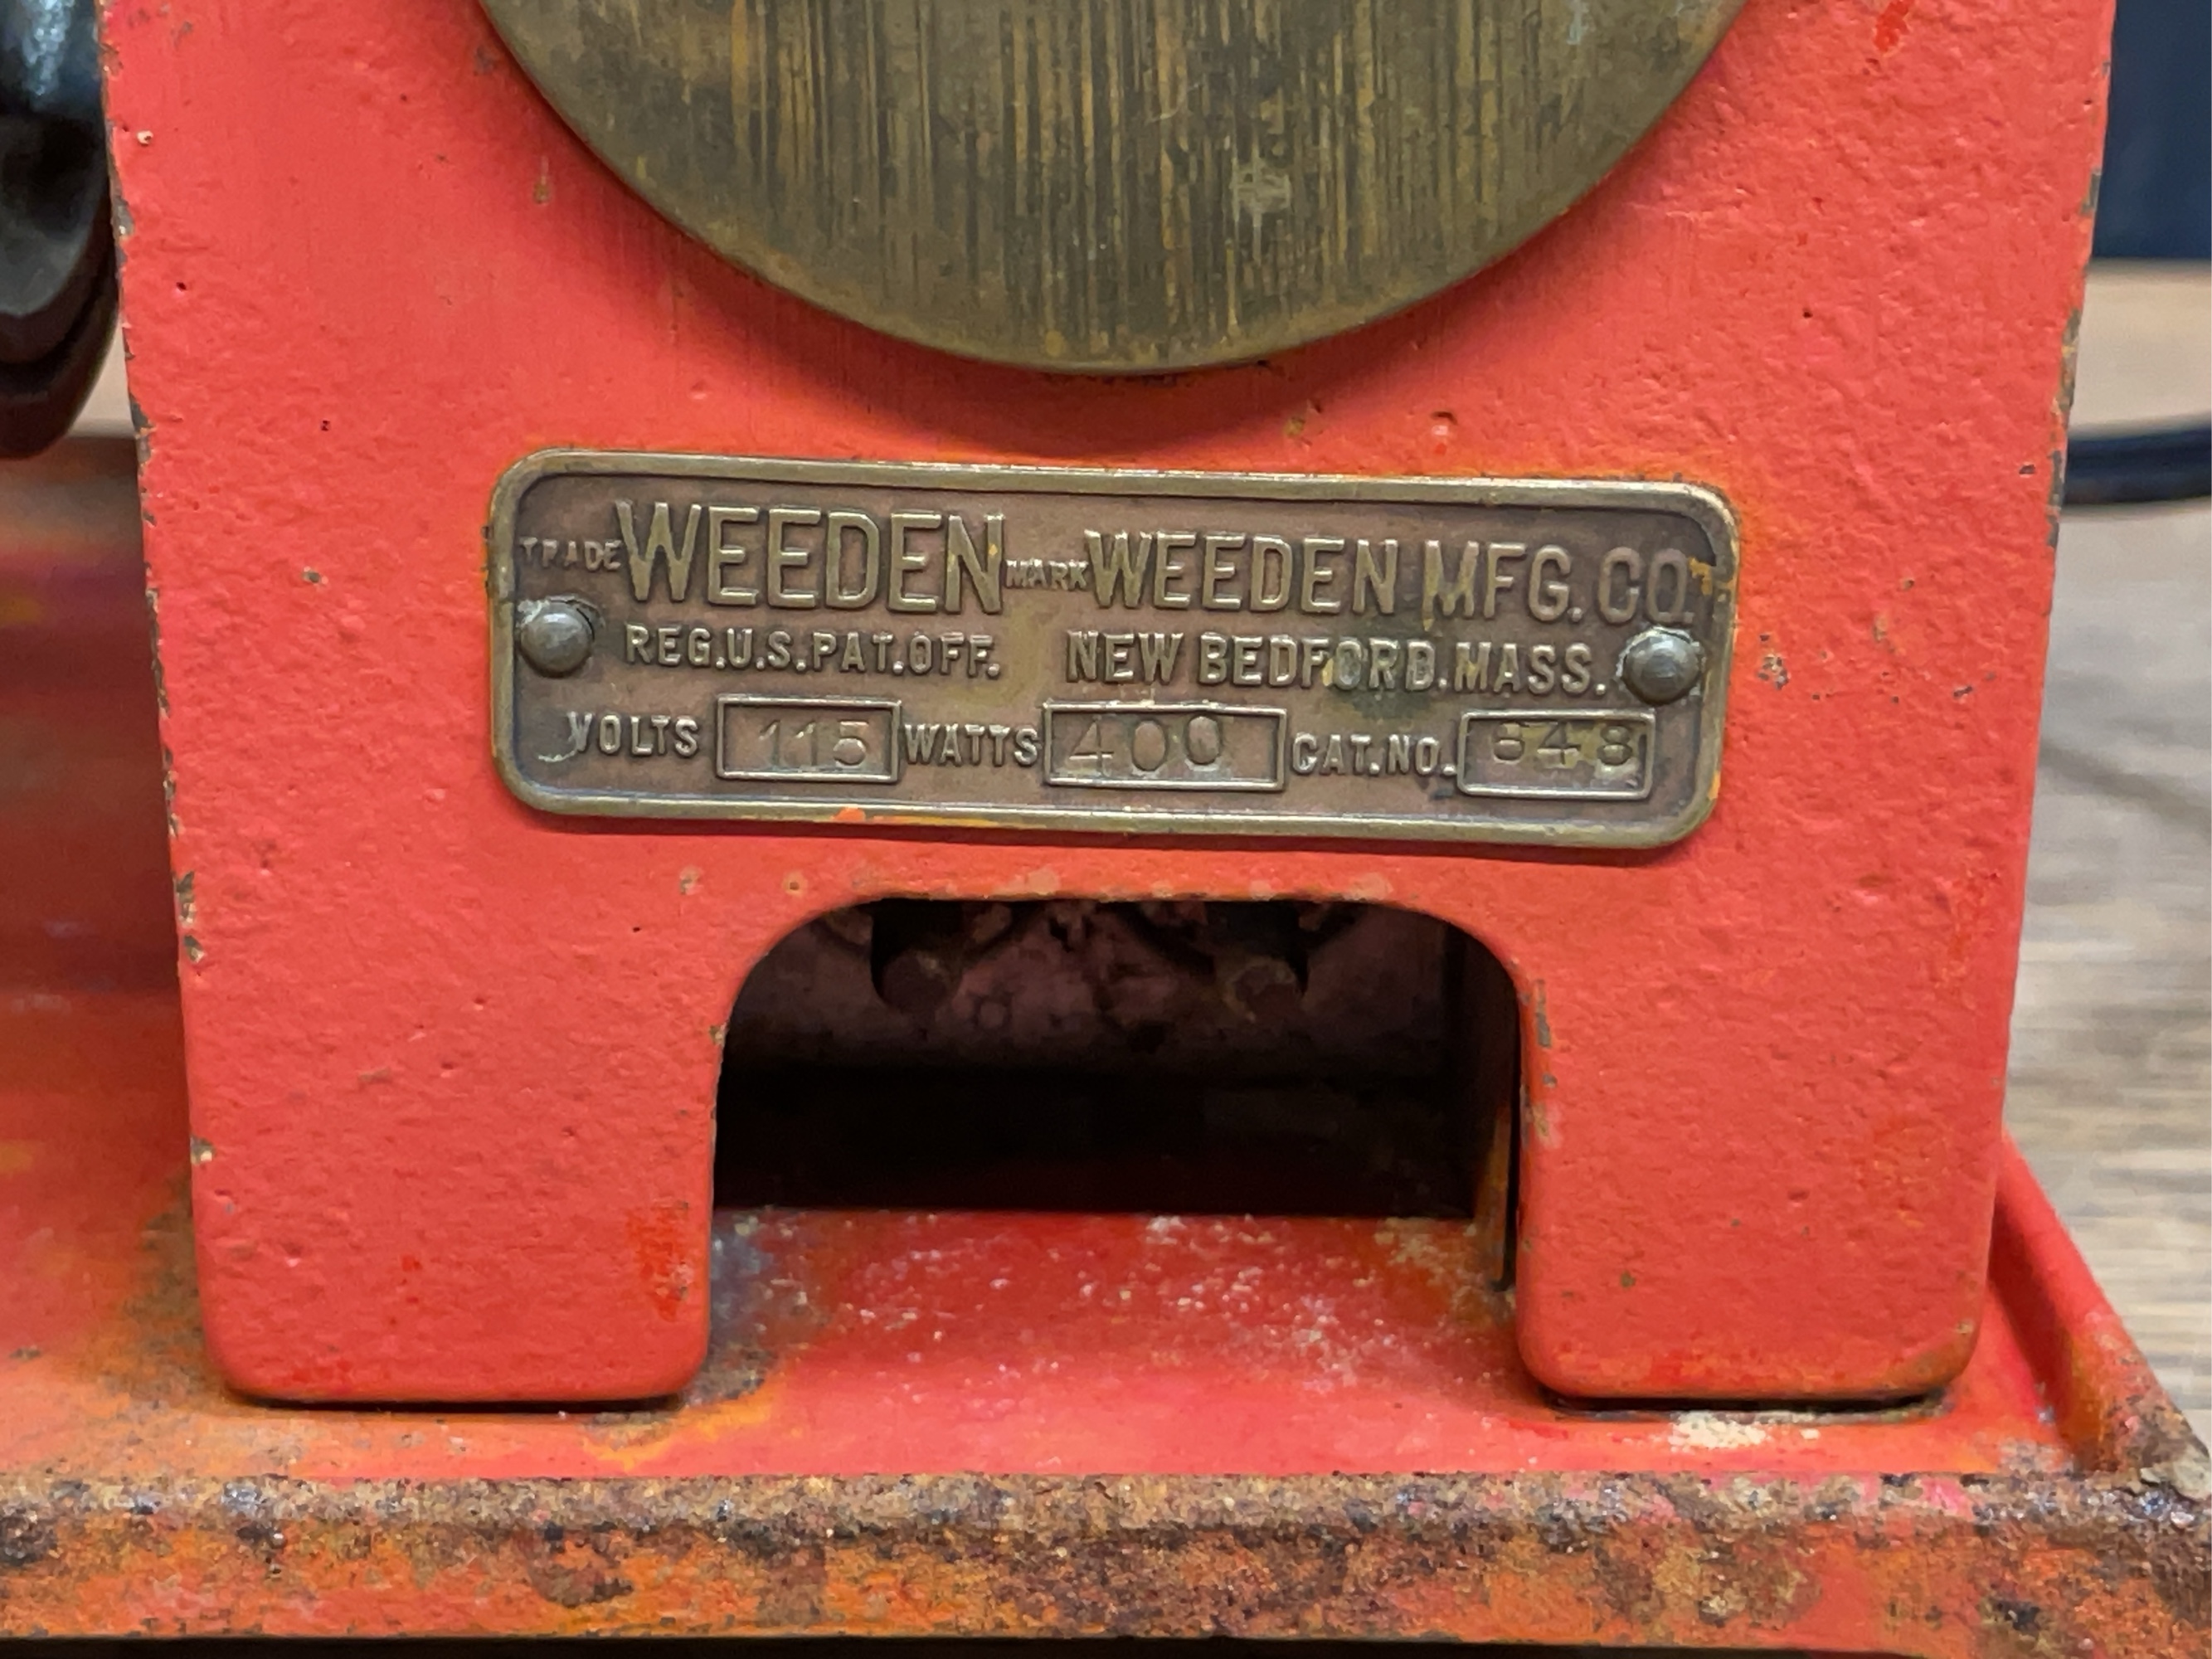 TRADE WEEDEN MARK WEEDEN MFG. CO.
REG.U.S.PAT.OFF. NEW BEDFORD.MASS.
VOLTS 115 WATTS 400 CAT.NO. 648